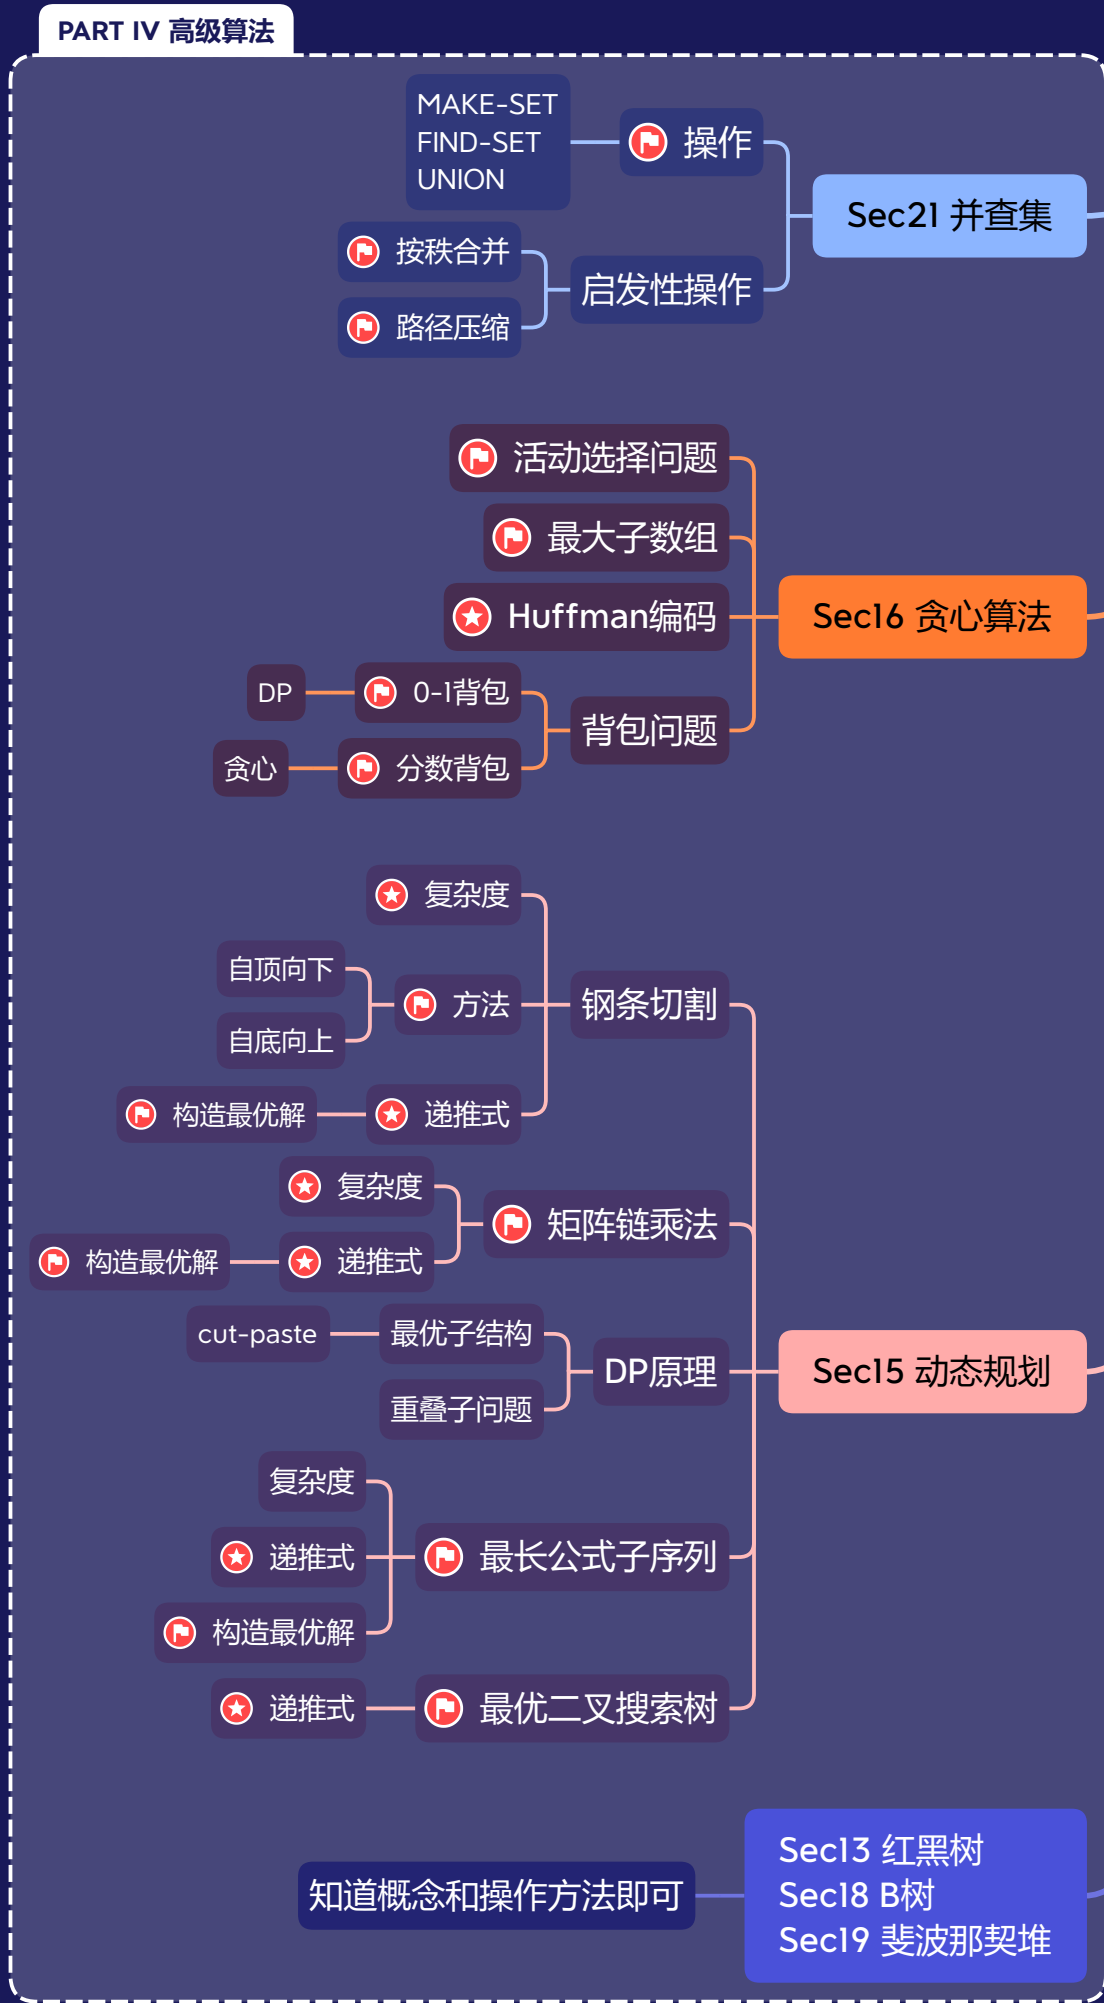 PART IV 高级算法
MAKE-SET
FIND-SET
UNION
操作
Sec21 并查集
按秩合并
启发性操作
路径压缩
活动选择问题
最大子数组
Huffman编码
Sec16 贪心算法
DP
0-1背包
背包问题
贪心
分数背包
复杂度
自顶向下
方法
钢条切割
自底向上
构造最优解
递推式
复杂度
矩阵链乘法
构造最优解
递推式
cut-paste
最优子结构
DP原理
Sec15 动态规划
重叠子问题
复杂度
递推式
最长公式子序列
构造最优解
递推式
最优二叉搜索树
知道概念和操作方法即可
Sec13 红黑树
Sec18 B树
Sec19 斐波那契堆